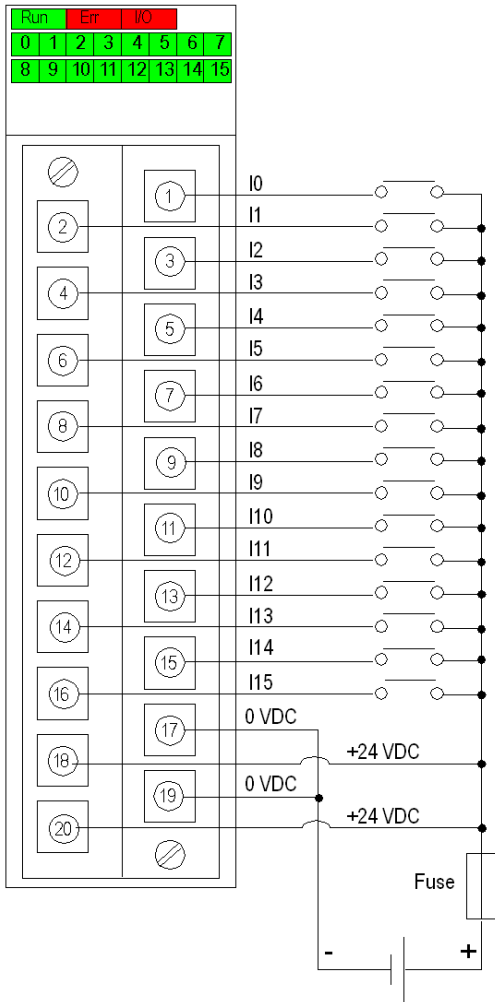 Run Err I/O
0 1 2 3 4 5 6 7
8 9 10 11 12 13 14 15
1 I0
2 I1
3 I2
4 I3
5 I4
6 I5
7 I6
8 I7
9 I8
10 I9
11 I10
12 I11
13 I12
14 I13
15 I14
16 I15
17 0 VDC
18 +24 VDC
19 0 VDC
20 +24 VDC
Fuse
- +